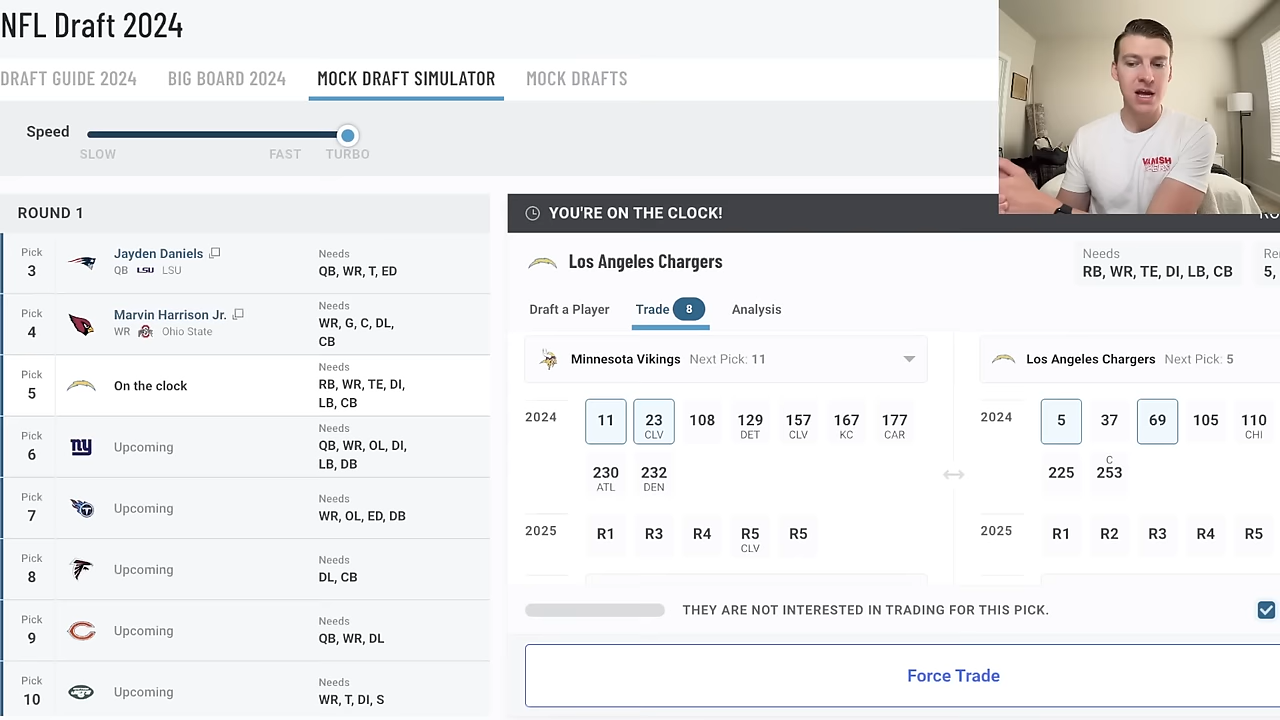 NFL Draft 2024
DRAFT GUIDE 2024
BIG BOARD 2024
MOCK DRAFT SIMULATOR
MOCK DRAFTS
Speed
SLOW
FAST
TURBO
ROUND 1
Pick
3
Jayden Daniels
QB LSU LSU
Needs
QB, WR, T, ED
Pick
4
Marvin Harrison Jr.
WR Ohio State
Needs
WR, G, C, DL,
CB
Pick
5
On the clock
Needs
RB, WR, TE, DI,
LB, CB
Pick
6
Upcoming
Needs
QB, WR, OL, DI,
LB, DB
Pick
7
Upcoming
Needs
WR, OL, ED, DB
Pick
8
Upcoming
Needs
DL, CB
Pick
9
Upcoming
Needs
QB, WR, DL
Pick
10
Upcoming
Needs
WR, T, DI, S
YOU'RE ON THE CLOCK!
Los Angeles Chargers
Needs
RB, WR, TE, DI, LB, CB
5,
Draft a Player
Trade 8
Analysis
Minnesota Vikings Next Pick: 11
2024
11
23
CLV
108
129
DET
157
CLV
167
KC
177
CAR
230
ATL
232
DEN
2025
R1
R3
R4
R5
CLV
R5
Los Angeles Chargers Next Pick: 5
2024
5
37
69
105
110
CHI
225
C
253
2025
R1
R2
R3
R4
R5
THEY ARE NOT INTERESTED IN TRADING FOR THIS PICK.
Force Trade
VANISH